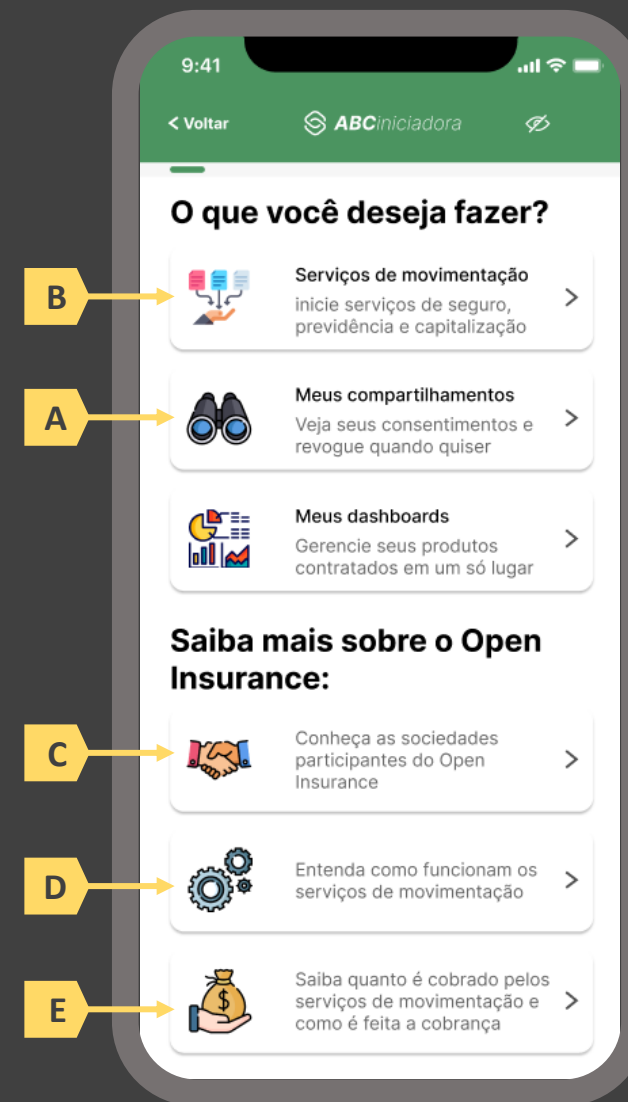 9:41
< Voltar
ABCiniciadora
O que você deseja fazer?
B
Serviços de movimentação
inicie serviços de seguro,
previdência e capitalização
A
Meus compartilhamentos
Veja seus consentimentos e
revogue quando quiser
Meus dashboards
Gerencie seus produtos
contratados em um só lugar
Saiba mais sobre o Open
Insurance:
C
Conheça as sociedades
participantes do Open
Insurance
D
Entenda como funcionam os
serviços de movimentação
E
Saiba quanto é cobrado pelos
serviços de movimentação e
como é feita a cobrança
$